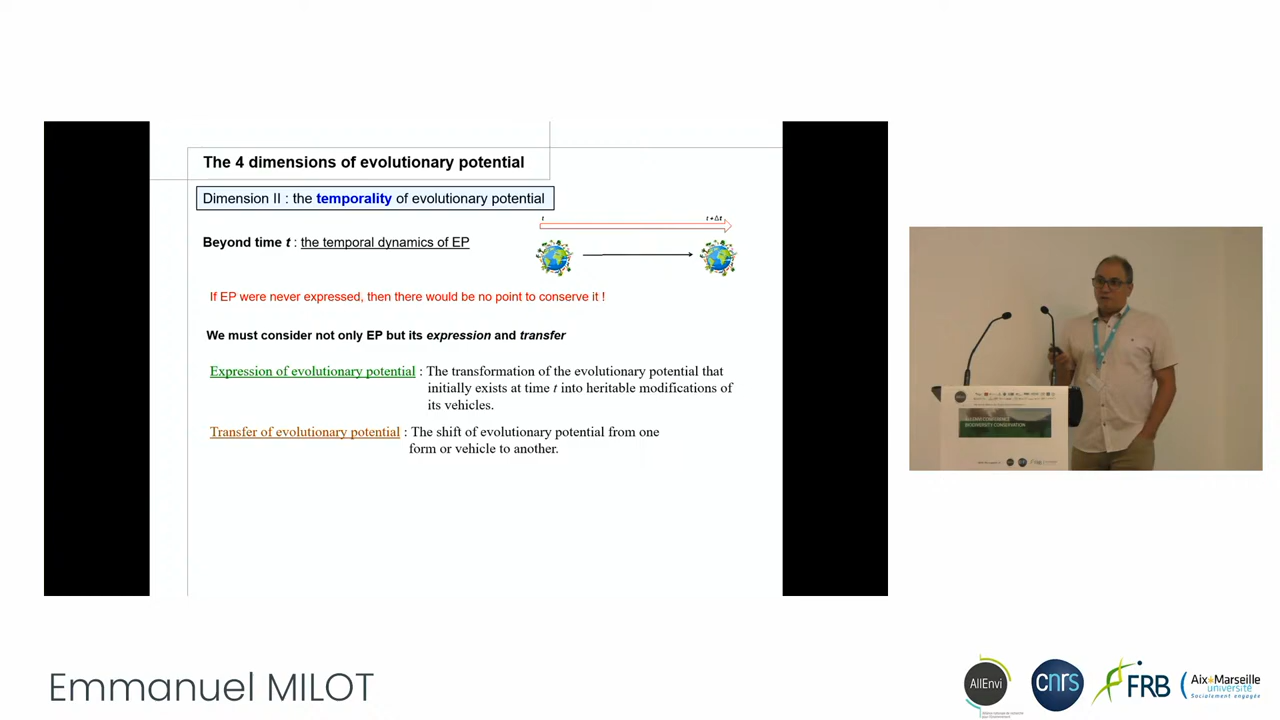 The 4 dimensions of evolutionary potential
Dimension II : the temporality of evolutionary potential
t
t + Δt
Beyond time t : the temporal dynamics of EP
If EP were never expressed, then there would be no point to conserve it !
We must consider not only EP but its expression and transfer
Expression of evolutionary potential : The transformation of the evolutionary potential that
initially exists at time t into heritable modifications of
its vehicles.
Transfer of evolutionary potential : The shift of evolutionary potential from one
form or vehicle to another.
BIODIVERSITY CONSERVATION
Emmanuel MILOT
AllEnvi
cnrs
FRB
Aix*Marseille
université
Socialement engagée